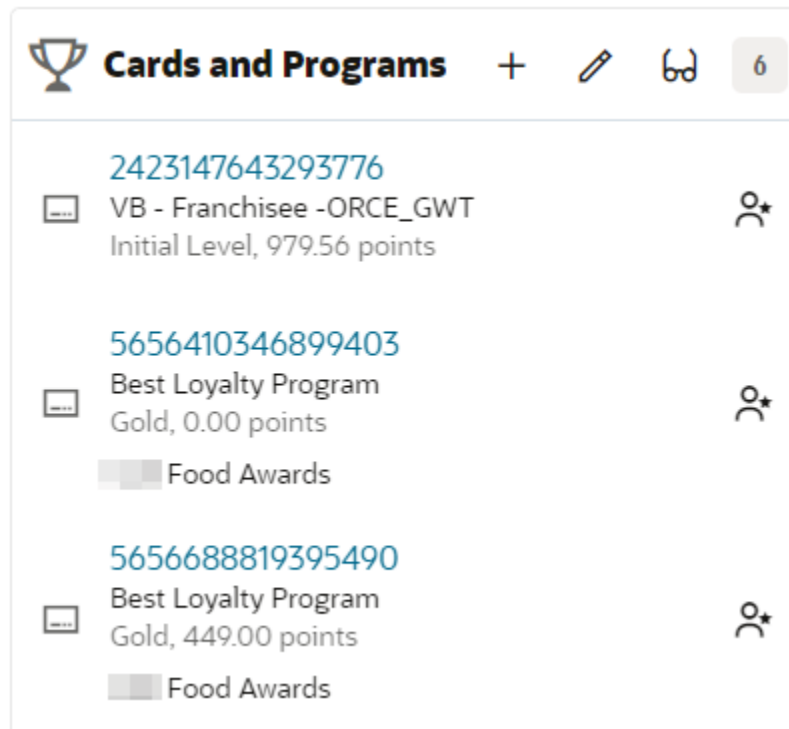 Cards and Programs 6
2423147643293776
VB - Franchisee -ORCE_GWT
Initial Level, 979.56 points
5656410346899403
Best Loyalty Program
Gold, 0.00 points
Food Awards
5656688819395490
Best Loyalty Program
Gold, 449.00 points
Food Awards